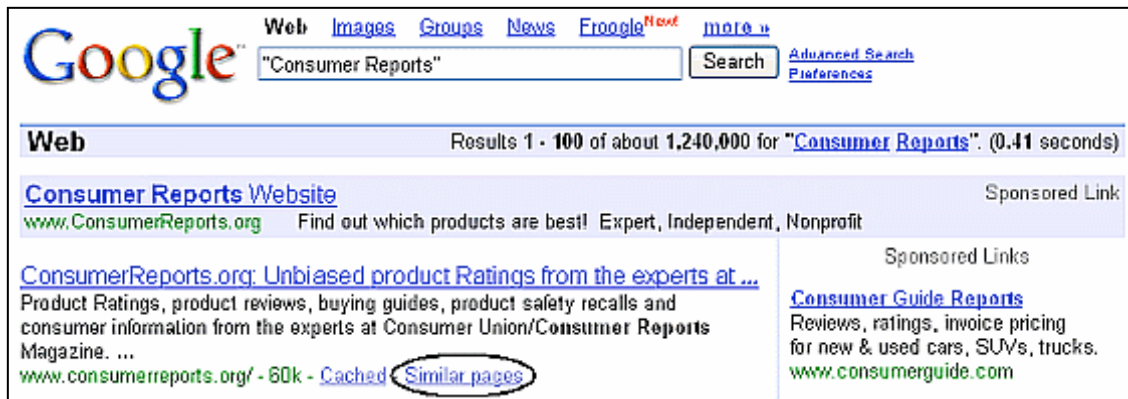 Web Images Groups News Froogle New! more »
Google™
"Consumer Reports" Search Advanced Search
Preferences
Web Results 1 - 100 of about 1,240,000 for "Consumer Reports". (0.41 seconds)
Consumer Reports Website Sponsored Link
www.ConsumerReports.org Find out which products are best! Expert, Independent, Nonprofit
ConsumerReports.org: Unbiased product Ratings from the experts at ...
Product Ratings, product reviews, buying guides, product safety recalls and
consumer information from the experts at Consumer Union/Consumer Reports
Magazine. ...
www.consumerreports.org/ - 60k - Cached Similar pages
Sponsored Links
Consumer Guide Reports
Reviews, ratings, invoice pricing
for new & used cars, SUVs, trucks.
www.consumerguide.com